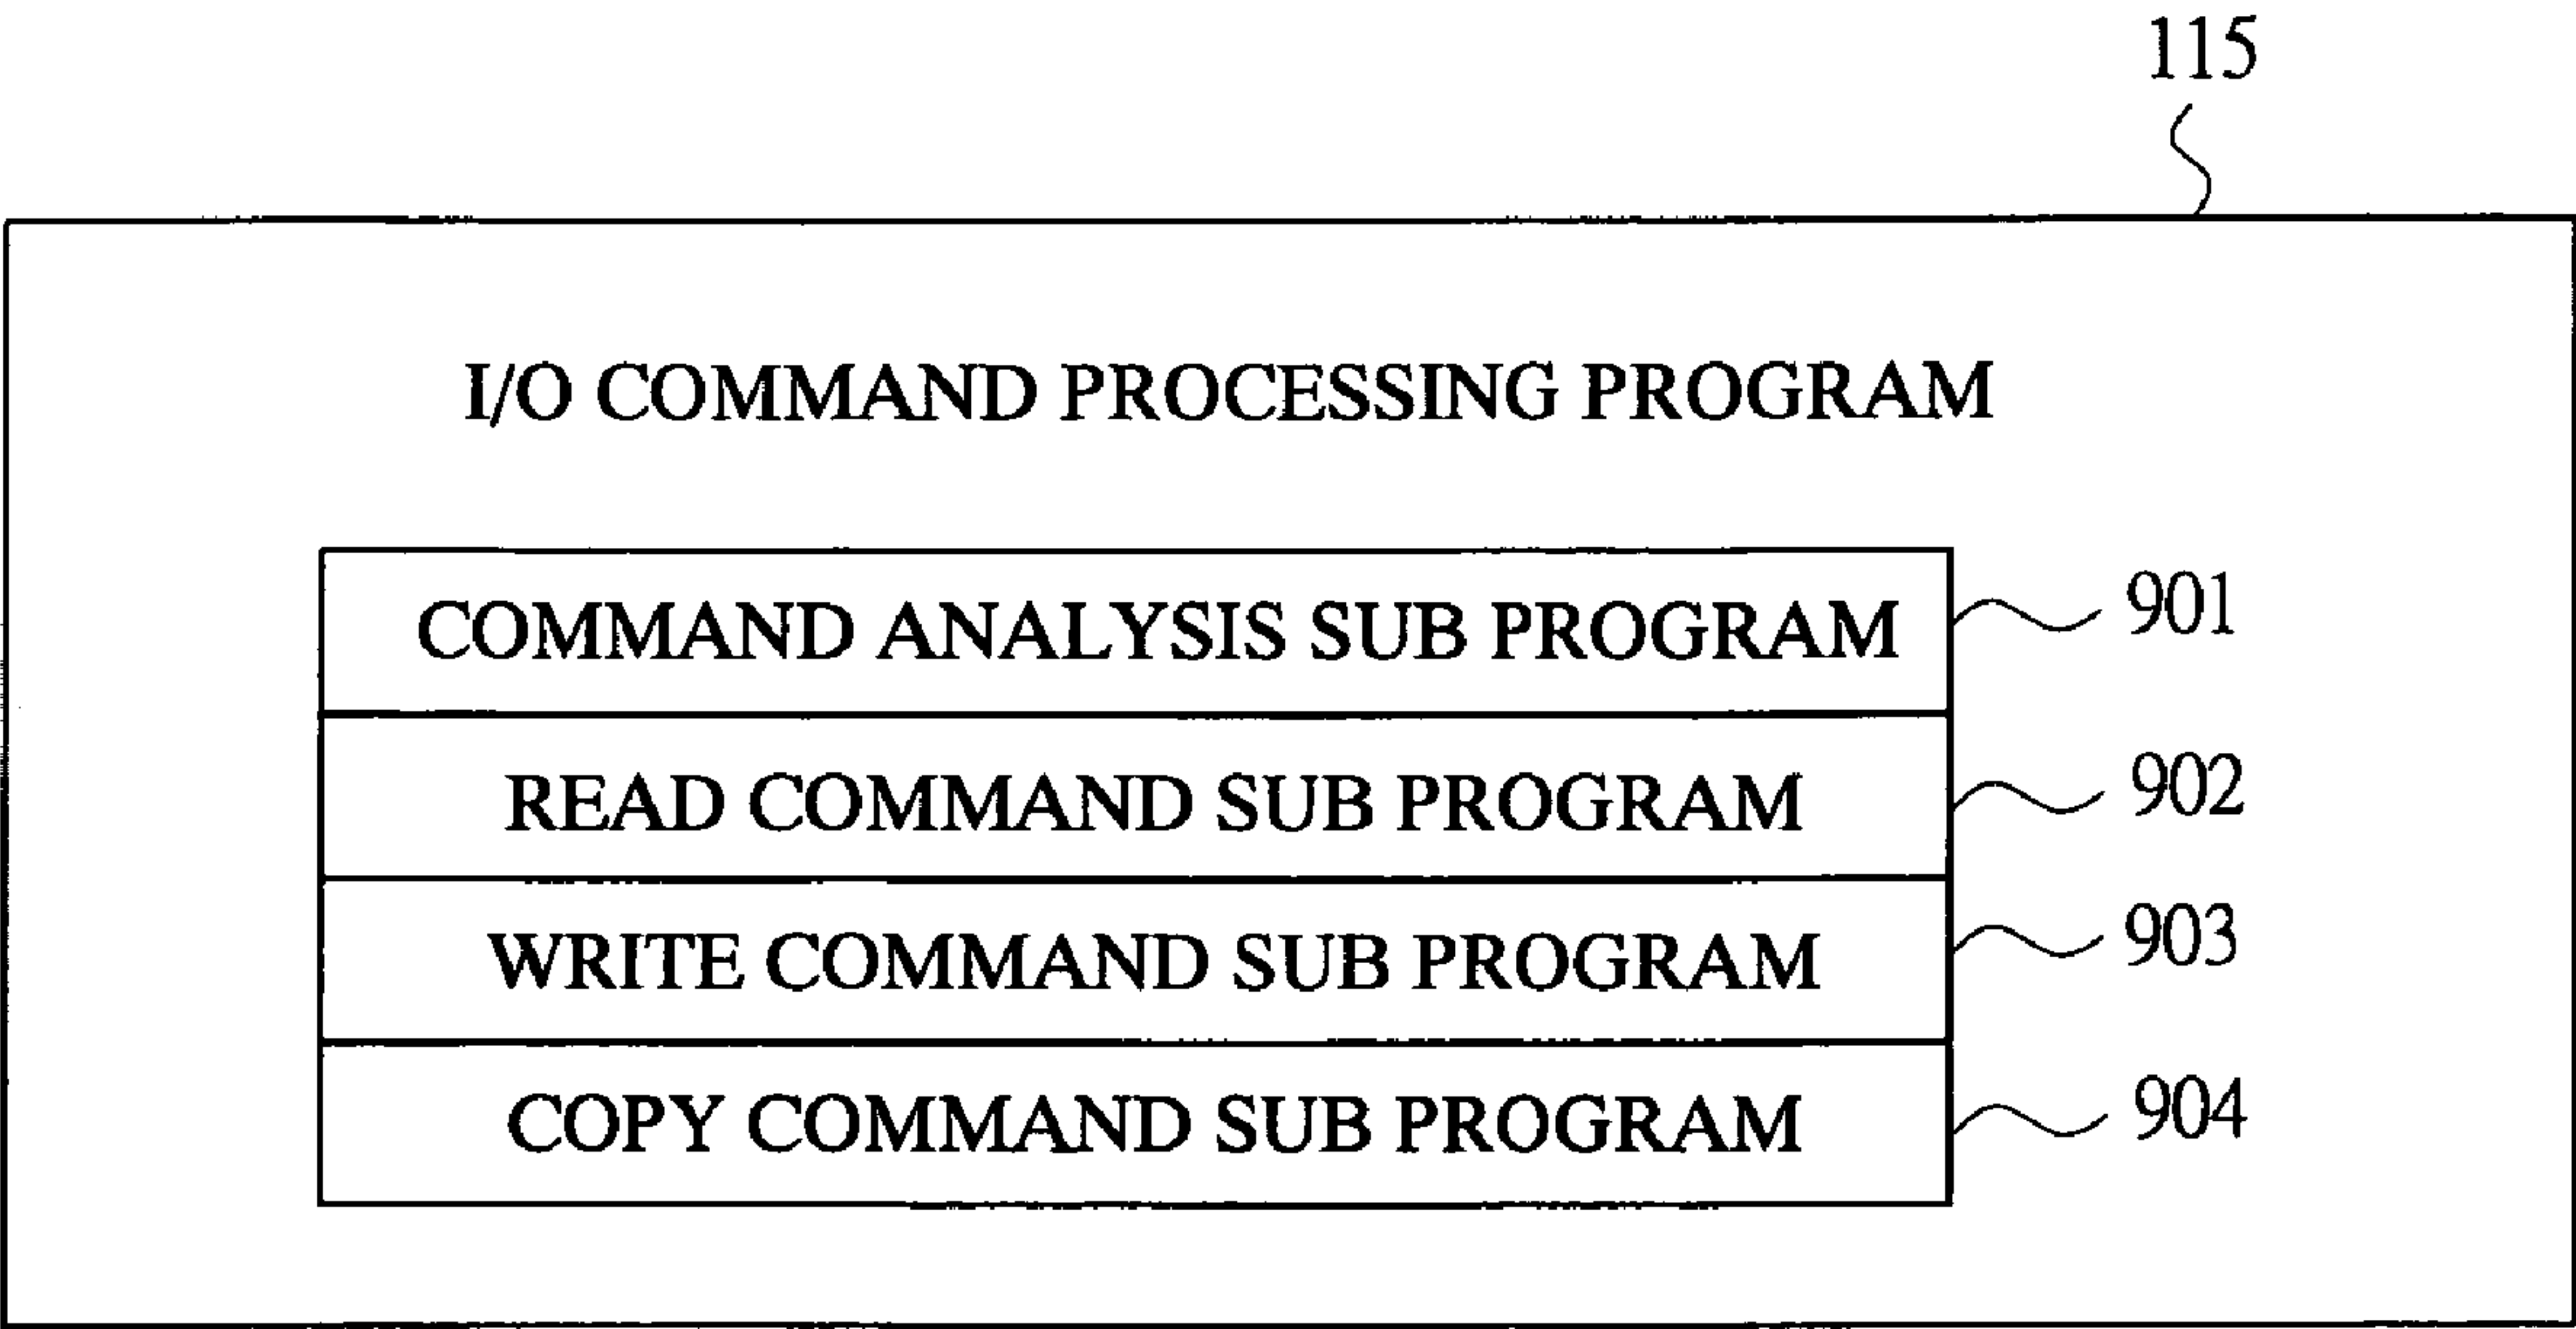 115
I/O COMMAND PROCESSING PROGRAM
COMMAND ANALYSIS SUB PROGRAM 901
READ COMMAND SUB PROGRAM 902
WRITE COMMAND SUB PROGRAM 903
COPY COMMAND SUB PROGRAM 904